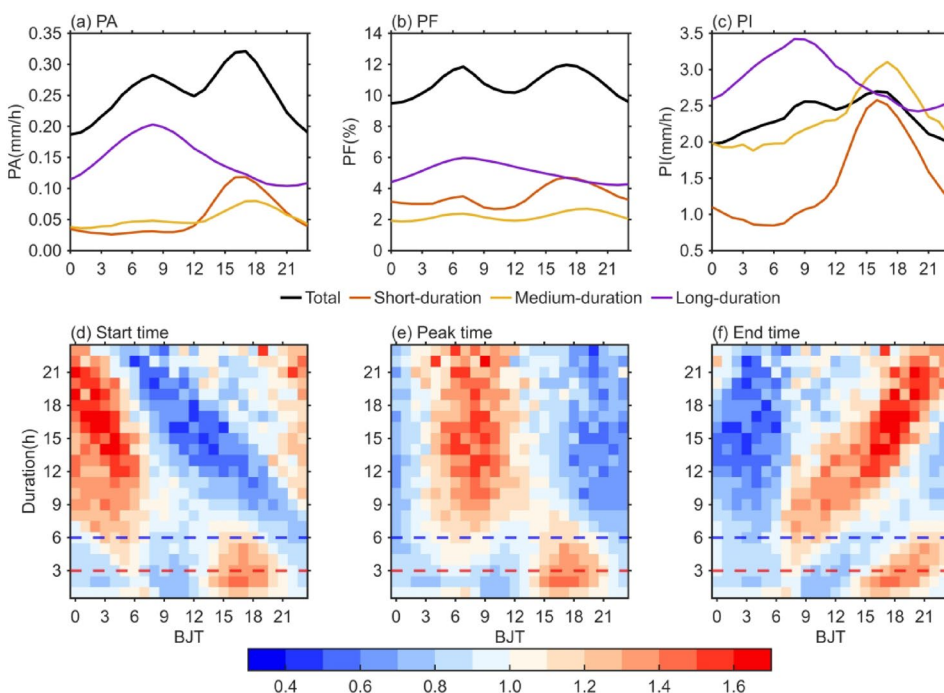 (a) PA (b) PF (c) PI
PA(mm/h)
0.35
0.30
0.25
0.20
0.15
0.10
0.05
0.00
0 3 6 9 12 15 18 21
PF(%)
14
12
10
8
6
4
2
0
0 3 6 9 12 15 18 21
PI(mm/h)
3.5
3.0
2.5
2.0
1.5
1.0
0.5
0 3 6 9 12 15 18 21
Total Short-duration Medium-duration Long-duration
(d) Start time (e) Peak time (f) End time
Duration(h)
21
18
15
12
9
6
3
0 3 6 9 12 15 18 21
BJT
21
18
15
12
9
6
3
0 3 6 9 12 15 18 21
BJT
21
18
15
12
9
6
3
0 3 6 9 12 15 18 21
BJT
0.4 0.6 0.8 1.0 1.2 1.4 1.6